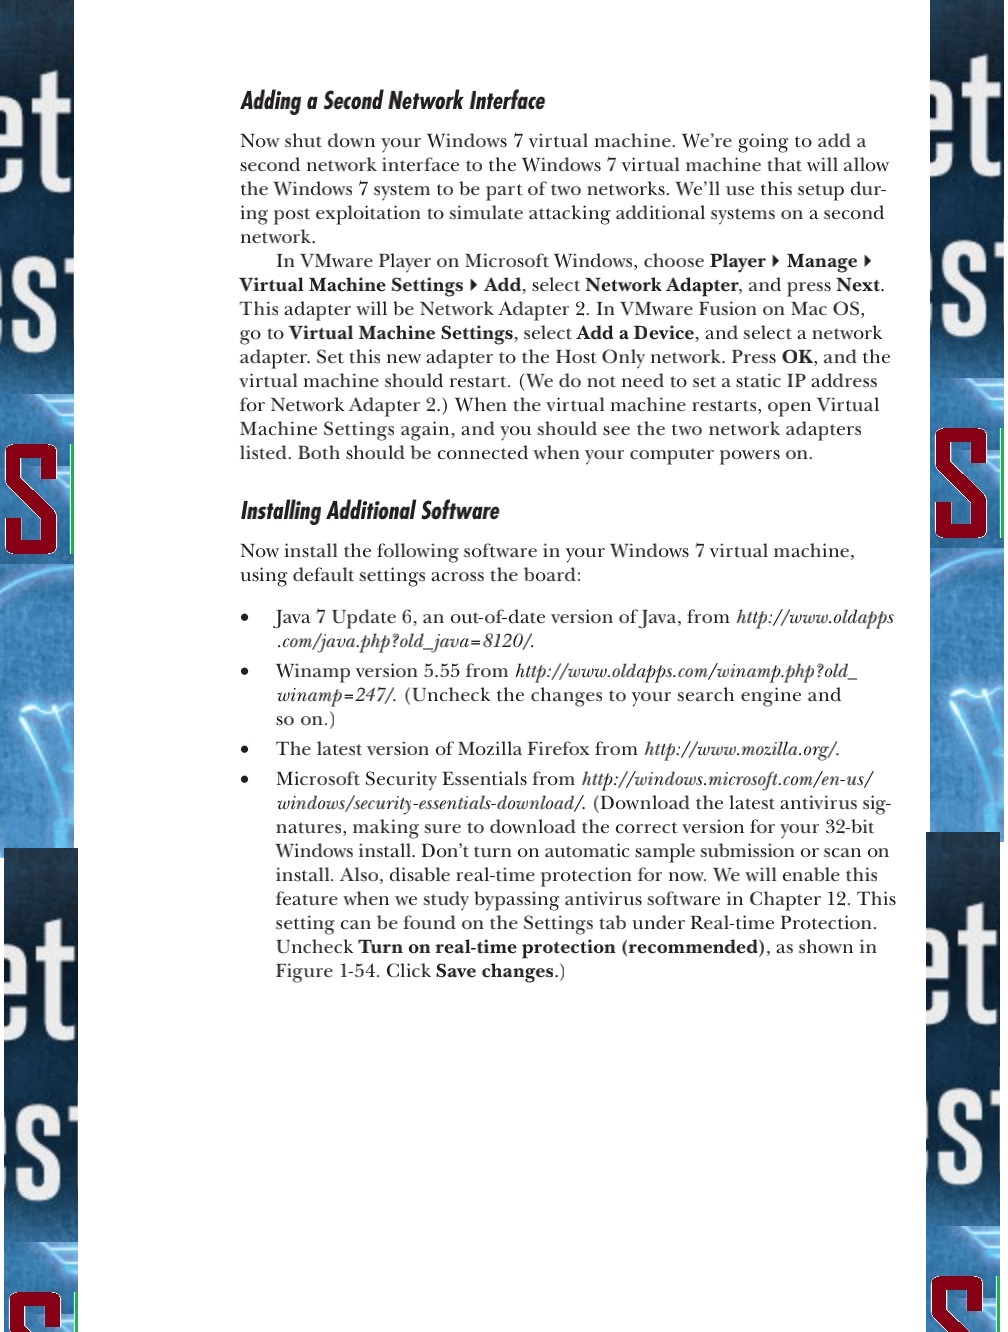 et
et
Adding a Second Network Interface
Now shut down your Windows 7 virtual machine. We’re going to add a
second network interface to the Windows 7 virtual machine that will allow
the Windows 7 system to be part of two networks. We’ll use this setup dur-
ing post exploitation to simulate attacking additional systems on a second
network.
In VMware Player on Microsoft Windows, choose Player ▸ Manage ▸
Virtual Machine Settings ▸ Add, select Network Adapter, and press Next.
This adapter will be Network Adapter 2. In VMware Fusion on Mac OS,
go to Virtual Machine Settings, select Add a Device, and select a network
adapter. Set this new adapter to the Host Only network. Press OK, and the
virtual machine should restart. (We do not need to set a static IP address
for Network Adapter 2.) When the virtual machine restarts, open Virtual
Machine Settings again, and you should see the two network adapters
listed. Both should be connected when your computer powers on.
S
S
Installing Additional Software
Now install the following software in your Windows 7 virtual machine,
using default settings across the board:
• Java 7 Update 6, an out-of-date version of Java, from http://www.oldapps
.com/java.php?old_java=8120/.
• Winamp version 5.55 from http://www.oldapps.com/winamp.php?old_
winamp=247/. (Uncheck the changes to your search engine and
so on.)
• The latest version of Mozilla Firefox from http://www.mozilla.org/.
• Microsoft Security Essentials from http://windows.microsoft.com/en-us/
windows/security-essentials-download/. (Download the latest antivirus sig-
natures, making sure to download the correct version for your 32-bit
Windows install. Don’t turn on automatic sample submission or scan on
install. Also, disable real-time protection for now. We will enable this
feature when we study bypassing antivirus software in Chapter 12. This
setting can be found on the Settings tab under Real-time Protection.
Uncheck Turn on real-time protection (recommended), as shown in
Figure 1-54. Click Save changes.)
et
et